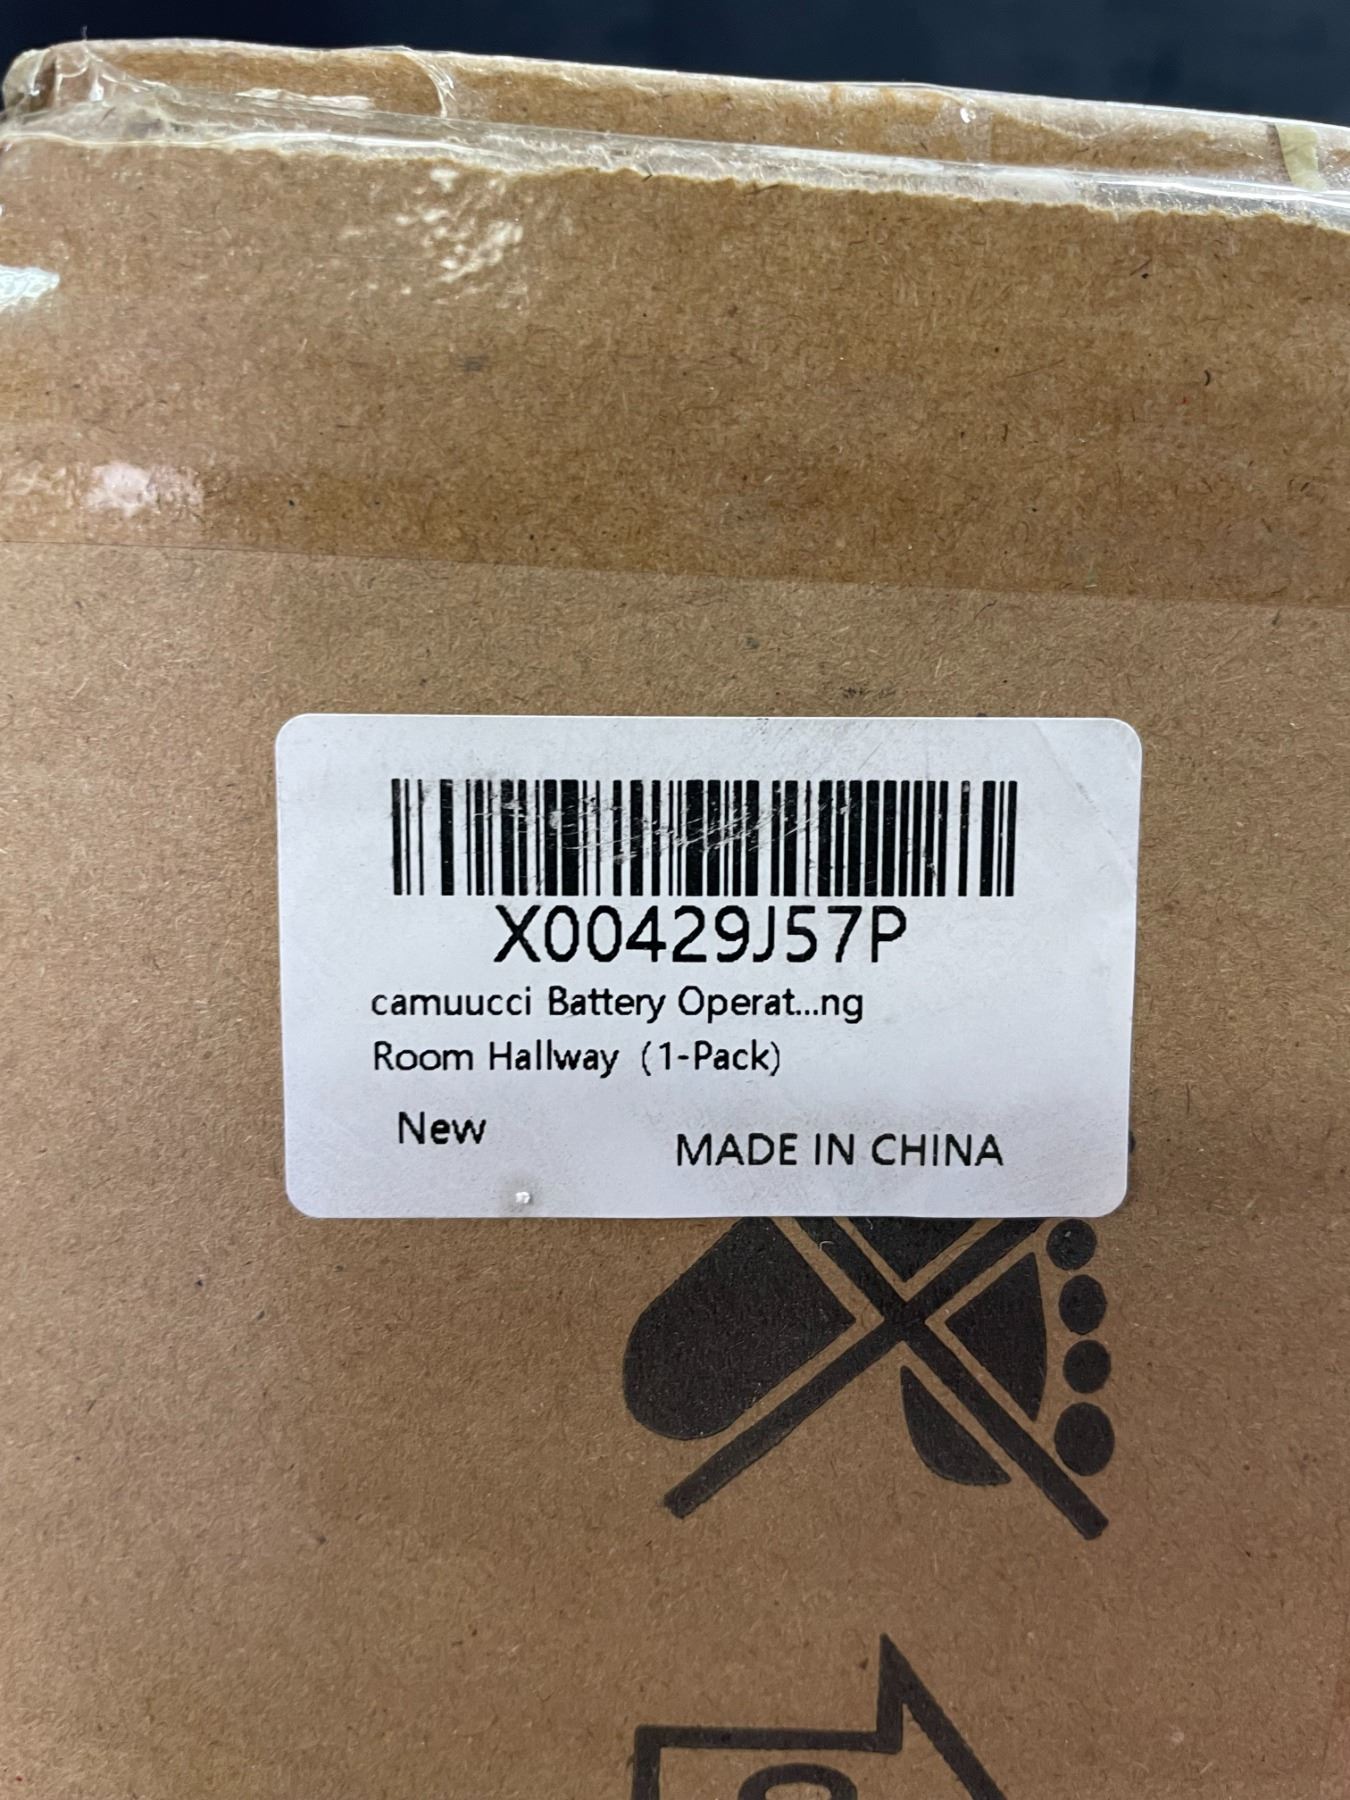 X00429J57P
camuucci Battery Operat...ng
Room Hallway (1-Pack)
New
MADE IN CHINA